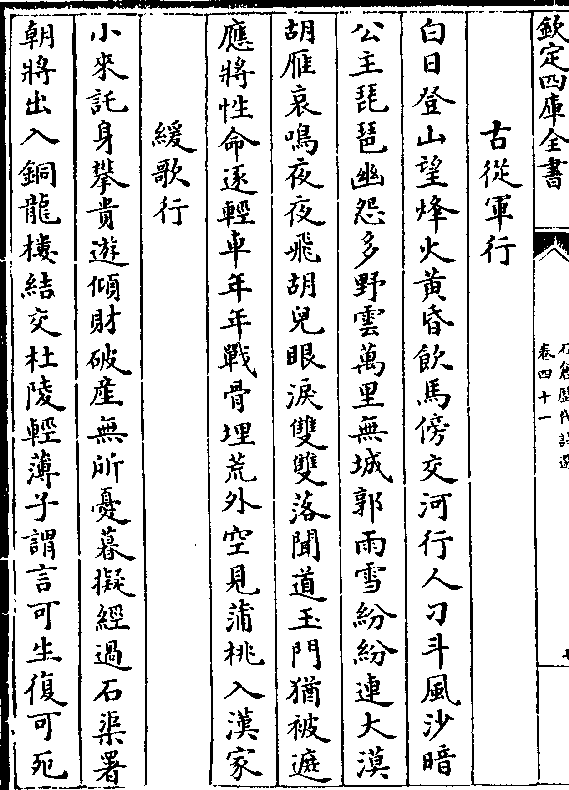 欽定四庫全書
卷四十一
古從軍行
白日登山望烽火黄昏飲馬傍交河行人刁斗風沙暗
公主琵琶幽怨多野雲萬里無城郭雨雪紛紛連大漠
胡雁哀鳴夜夜飛胡兒眼淚雙雙落聞道玉門猶被遮
應將性命逐輕車年年戰骨埋荒外空見蒲桃入漢家
緩歌行
小來託身攀貴遊傾財破產無所憂暮擬經過石渠署
朝將出入銅龍樓結交杜陵輕薄子謂言可生復可死